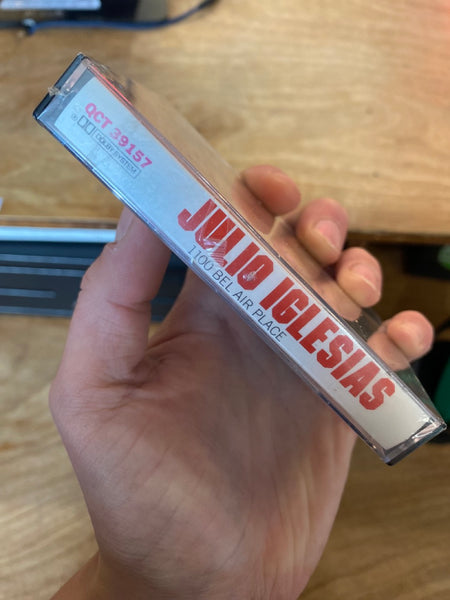 QCT 39157
DOLBY SYSTEM
JULIO IGLESIAS
1100 BEL AIR PLACE